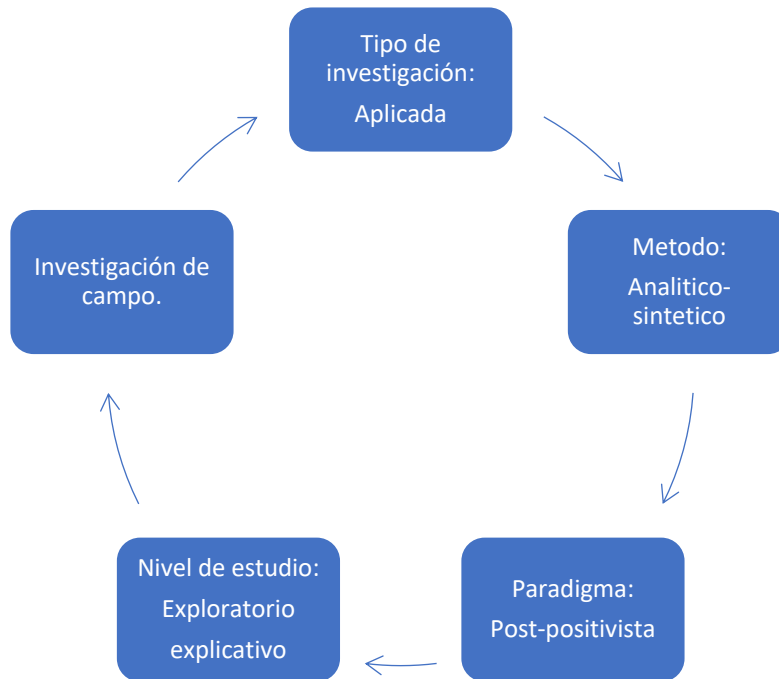 Tipo de
investigación:
Aplicada
Metodo:
Analitico-
sintetico
Paradigma:
Post-positivista
Nivel de estudio:
Exploratorio
explicativo
Investigación de
campo.